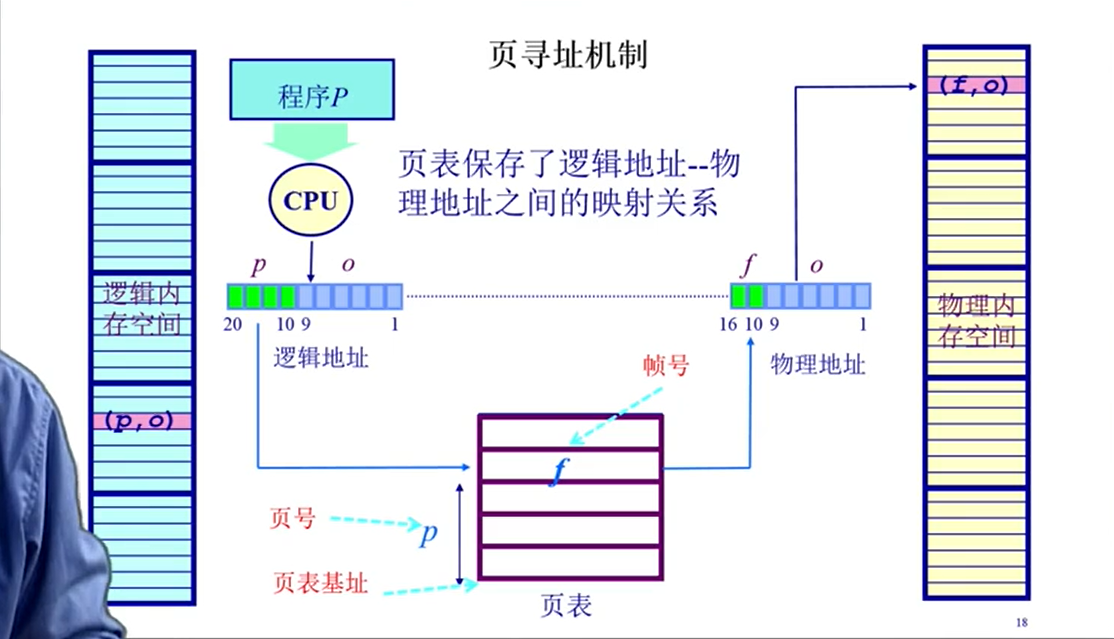 页寻址机制
程序P
页表保存了逻辑地址--物
理地址之间的映射关系
CPU
p
o
20
10 9
1
逻辑地址
逻辑内
存空间
(p,o)
f
o
16 10 9
1
物理地址
(f,o)
物理内
存空间
帧号
f
页号
p
页表基址
页表
18